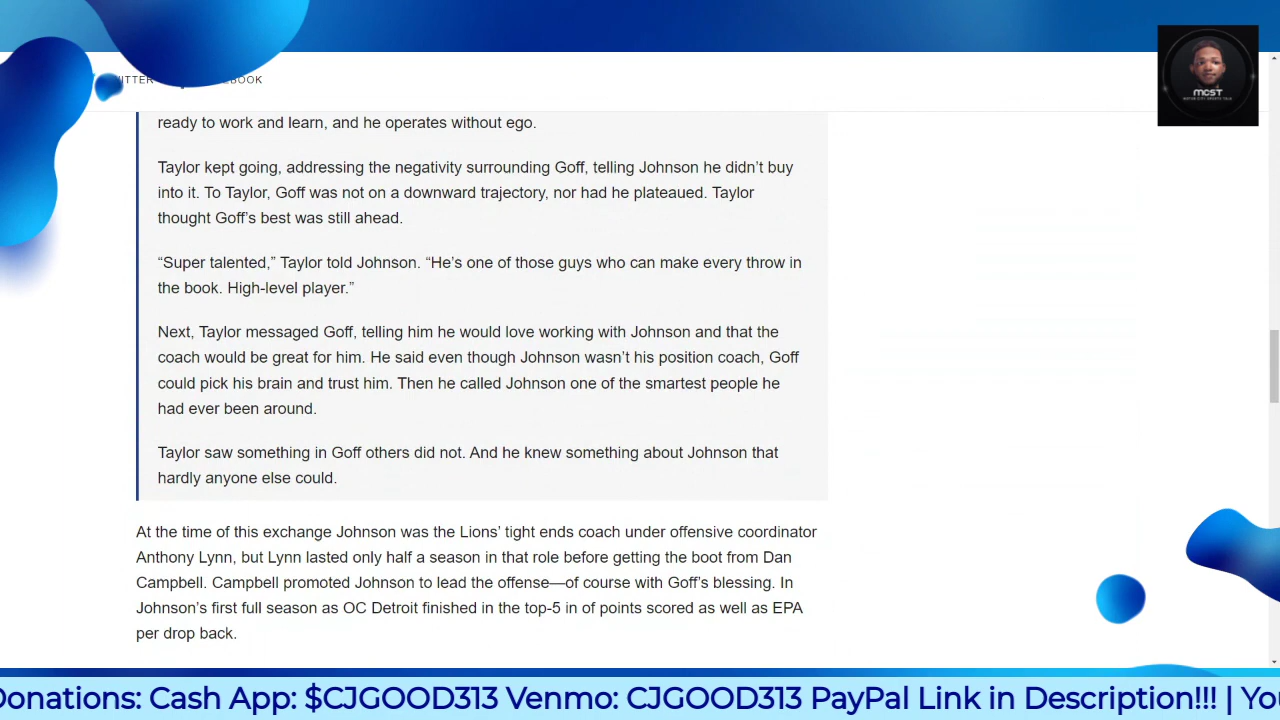 ITTER
BOOK
MCST
MOTOR CITY SPORTS TALK
ready to work and learn, and he operates without ego.
Taylor kept going, addressing the negativity surrounding Goff, telling Johnson he didn’t buy
into it. To Taylor, Goff was not on a downward trajectory, nor had he plateaued. Taylor
thought Goff’s best was still ahead.
“Super talented,” Taylor told Johnson. “He’s one of those guys who can make every throw in
the book. High-level player.”
Next, Taylor messaged Goff, telling him he would love working with Johnson and that the
coach would be great for him. He said even though Johnson wasn’t his position coach, Goff
could pick his brain and trust him. Then he called Johnson one of the smartest people he
had ever been around.
Taylor saw something in Goff others did not. And he knew something about Johnson that
hardly anyone else could.
At the time of this exchange Johnson was the Lions’ tight ends coach under offensive coordinator
Anthony Lynn, but Lynn lasted only half a season in that role before getting the boot from Dan
Campbell. Campbell promoted Johnson to lead the offense—of course with Goff’s blessing. In
Johnson’s first full season as OC Detroit finished in the top-5 in of points scored as well as EPA
per drop back.
Donations: Cash App: $CJGOOD313 Venmo: CJGOOD313 PayPal Link in Description!!! | You